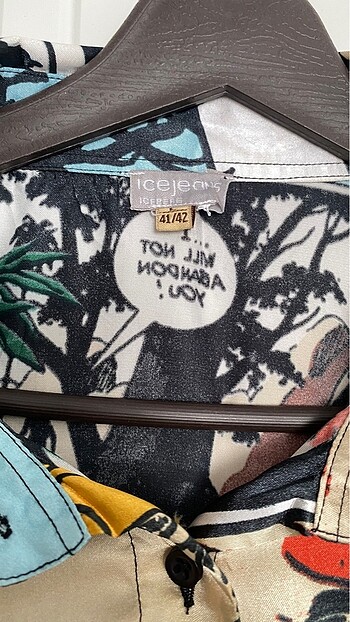 icejeans
ICEBERG
41/42
...I
WILL NOT
ABANDON
YOU!